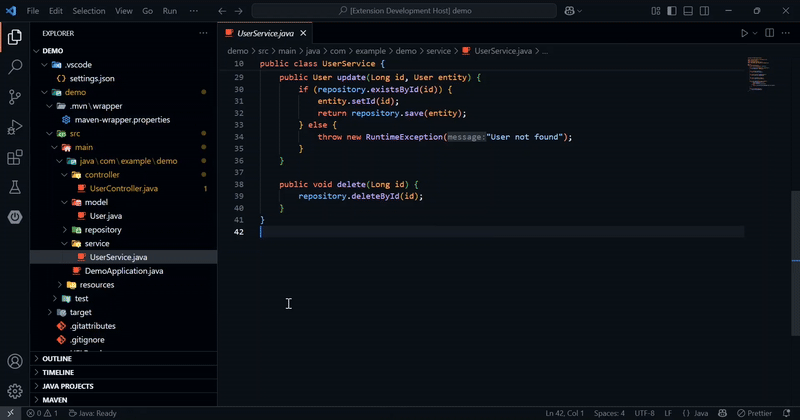 File Edit Selection View Go Run ···
[Extension Development Host] demo
EXPLORER ···
DEMO
.vscode
settings.json
demo
.mvn \ wrapper
maven-wrapper.properties
src
main
java \ com \ example \ demo
controller
UserController.java 1
model
User.java
repository
service
UserService.java
DemoApplication.java
resources
test
target
.gitattributes
.gitignore
OUTLINE
TIMELINE
JAVA PROJECTS
MAVEN
UserService.java
demo > src > main > java > com > example > demo > service > UserService.java > ...
10 public class UserService {
29 public User update(Long id, User entity) {
30 if (repository.existsById(id)) {
31 entity.setId(id);
32 return repository.save(entity);
33 } else {
34 throw new RuntimeException(message:"User not found");
35 }
36 }
37
38 public void delete(Long id) {
39 repository.deleteById(id);
40 }
41 }
42
0 1 Java: Ready Ln 42, Col 1 Spaces: 4 UTF-8 LF {} Java Prettier